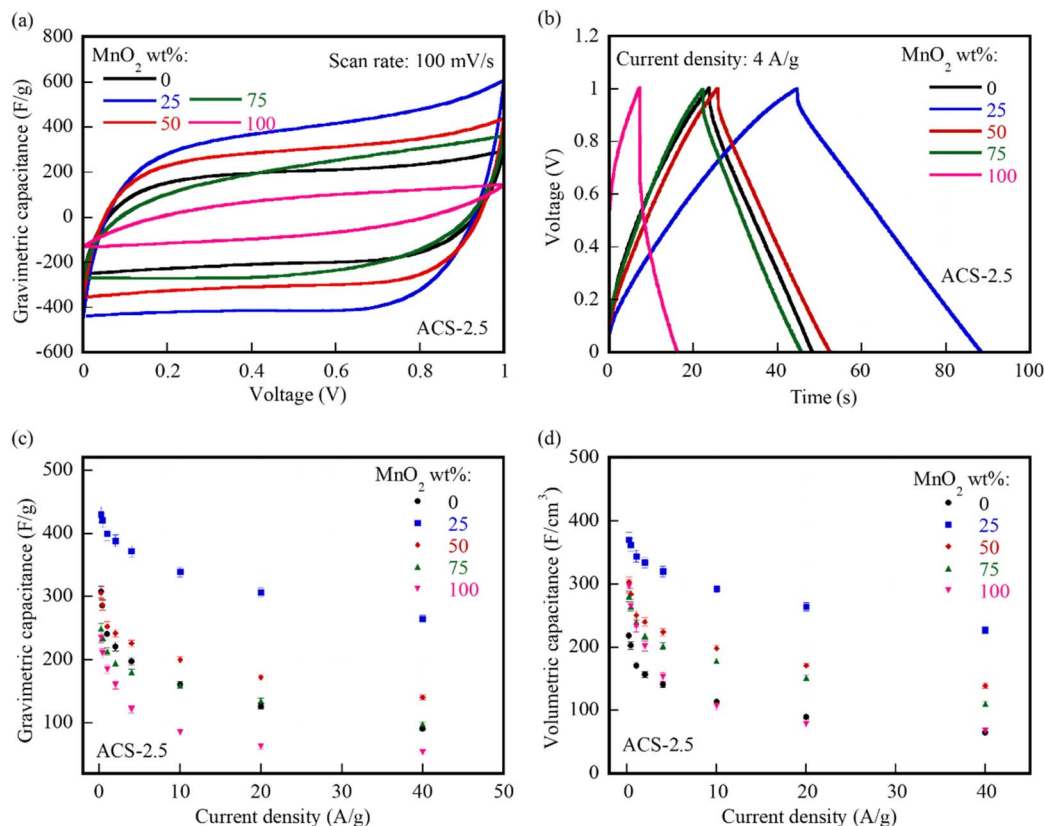 (a)
800
600
400
200
0
-200
-400
-600
Gravimetric capacitance (F/g)
MnO2 wt%:
0
25
50
75
100
Scan rate: 100 mV/s
ACS-2.5
0 0.2 0.4 0.6 0.8 1
Voltage (V)
(b)
1.2
1
0.8
0.6
0.4
0.2
0
Voltage (V)
Current density: 4 A/g
MnO2 wt%:
0
25
50
75
100
ACS-2.5
0 20 40 60 80 100
Time (s)
(c)
500
400
300
200
100
Gravimetric capacitance (F/g)
MnO2 wt%:
0
25
50
75
100
ACS-2.5
0 10 20 30 40 50
Current density (A/g)
(d)
500
400
300
200
100
0
Volumetric capacitance (F/cm3)
MnO2 wt%:
0
25
50
75
100
ACS-2.5
0 10 20 30 40
Current density (A/g)